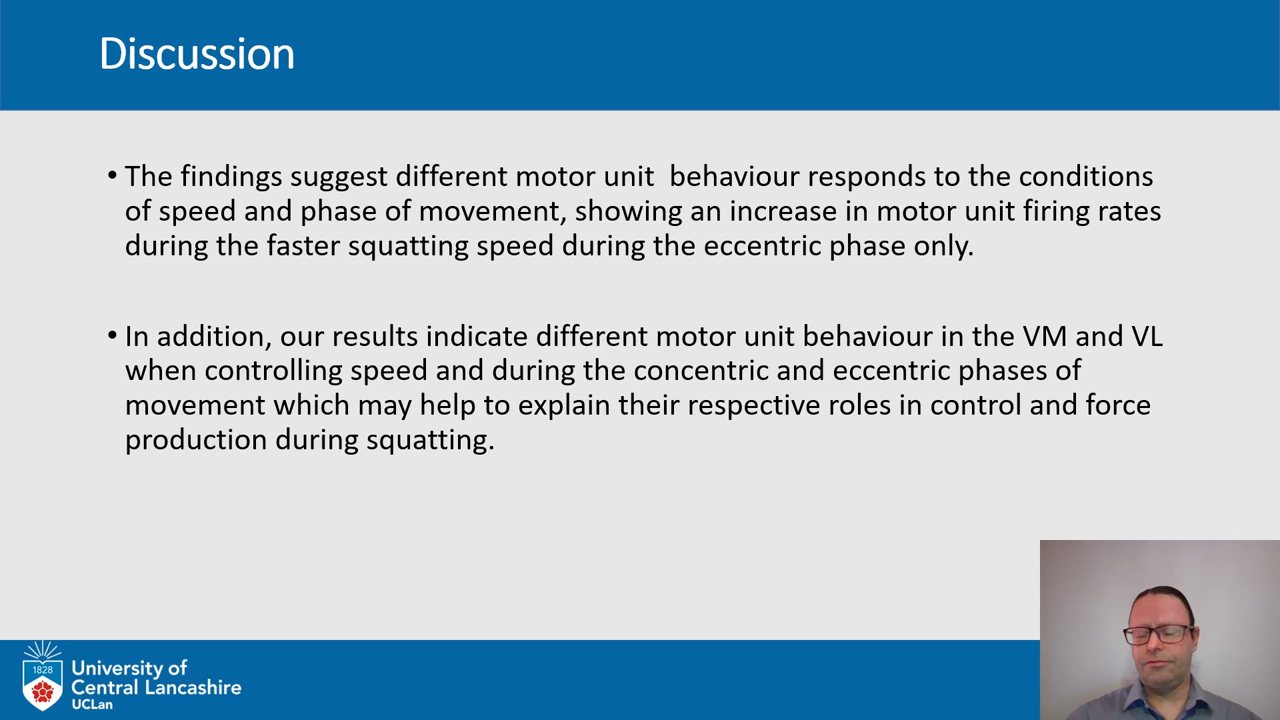 Discussion
• The findings suggest different motor unit  behaviour responds to the conditions
of speed and phase of movement, showing an increase in motor unit firing rates
during the faster squatting speed during the eccentric phase only.
• In addition, our results indicate different motor unit behaviour in the VM and VL
when controlling speed and during the concentric and eccentric phases of
movement which may help to explain their respective roles in control and force
production during squatting.
1828
University of
Central Lancashire
UCLan